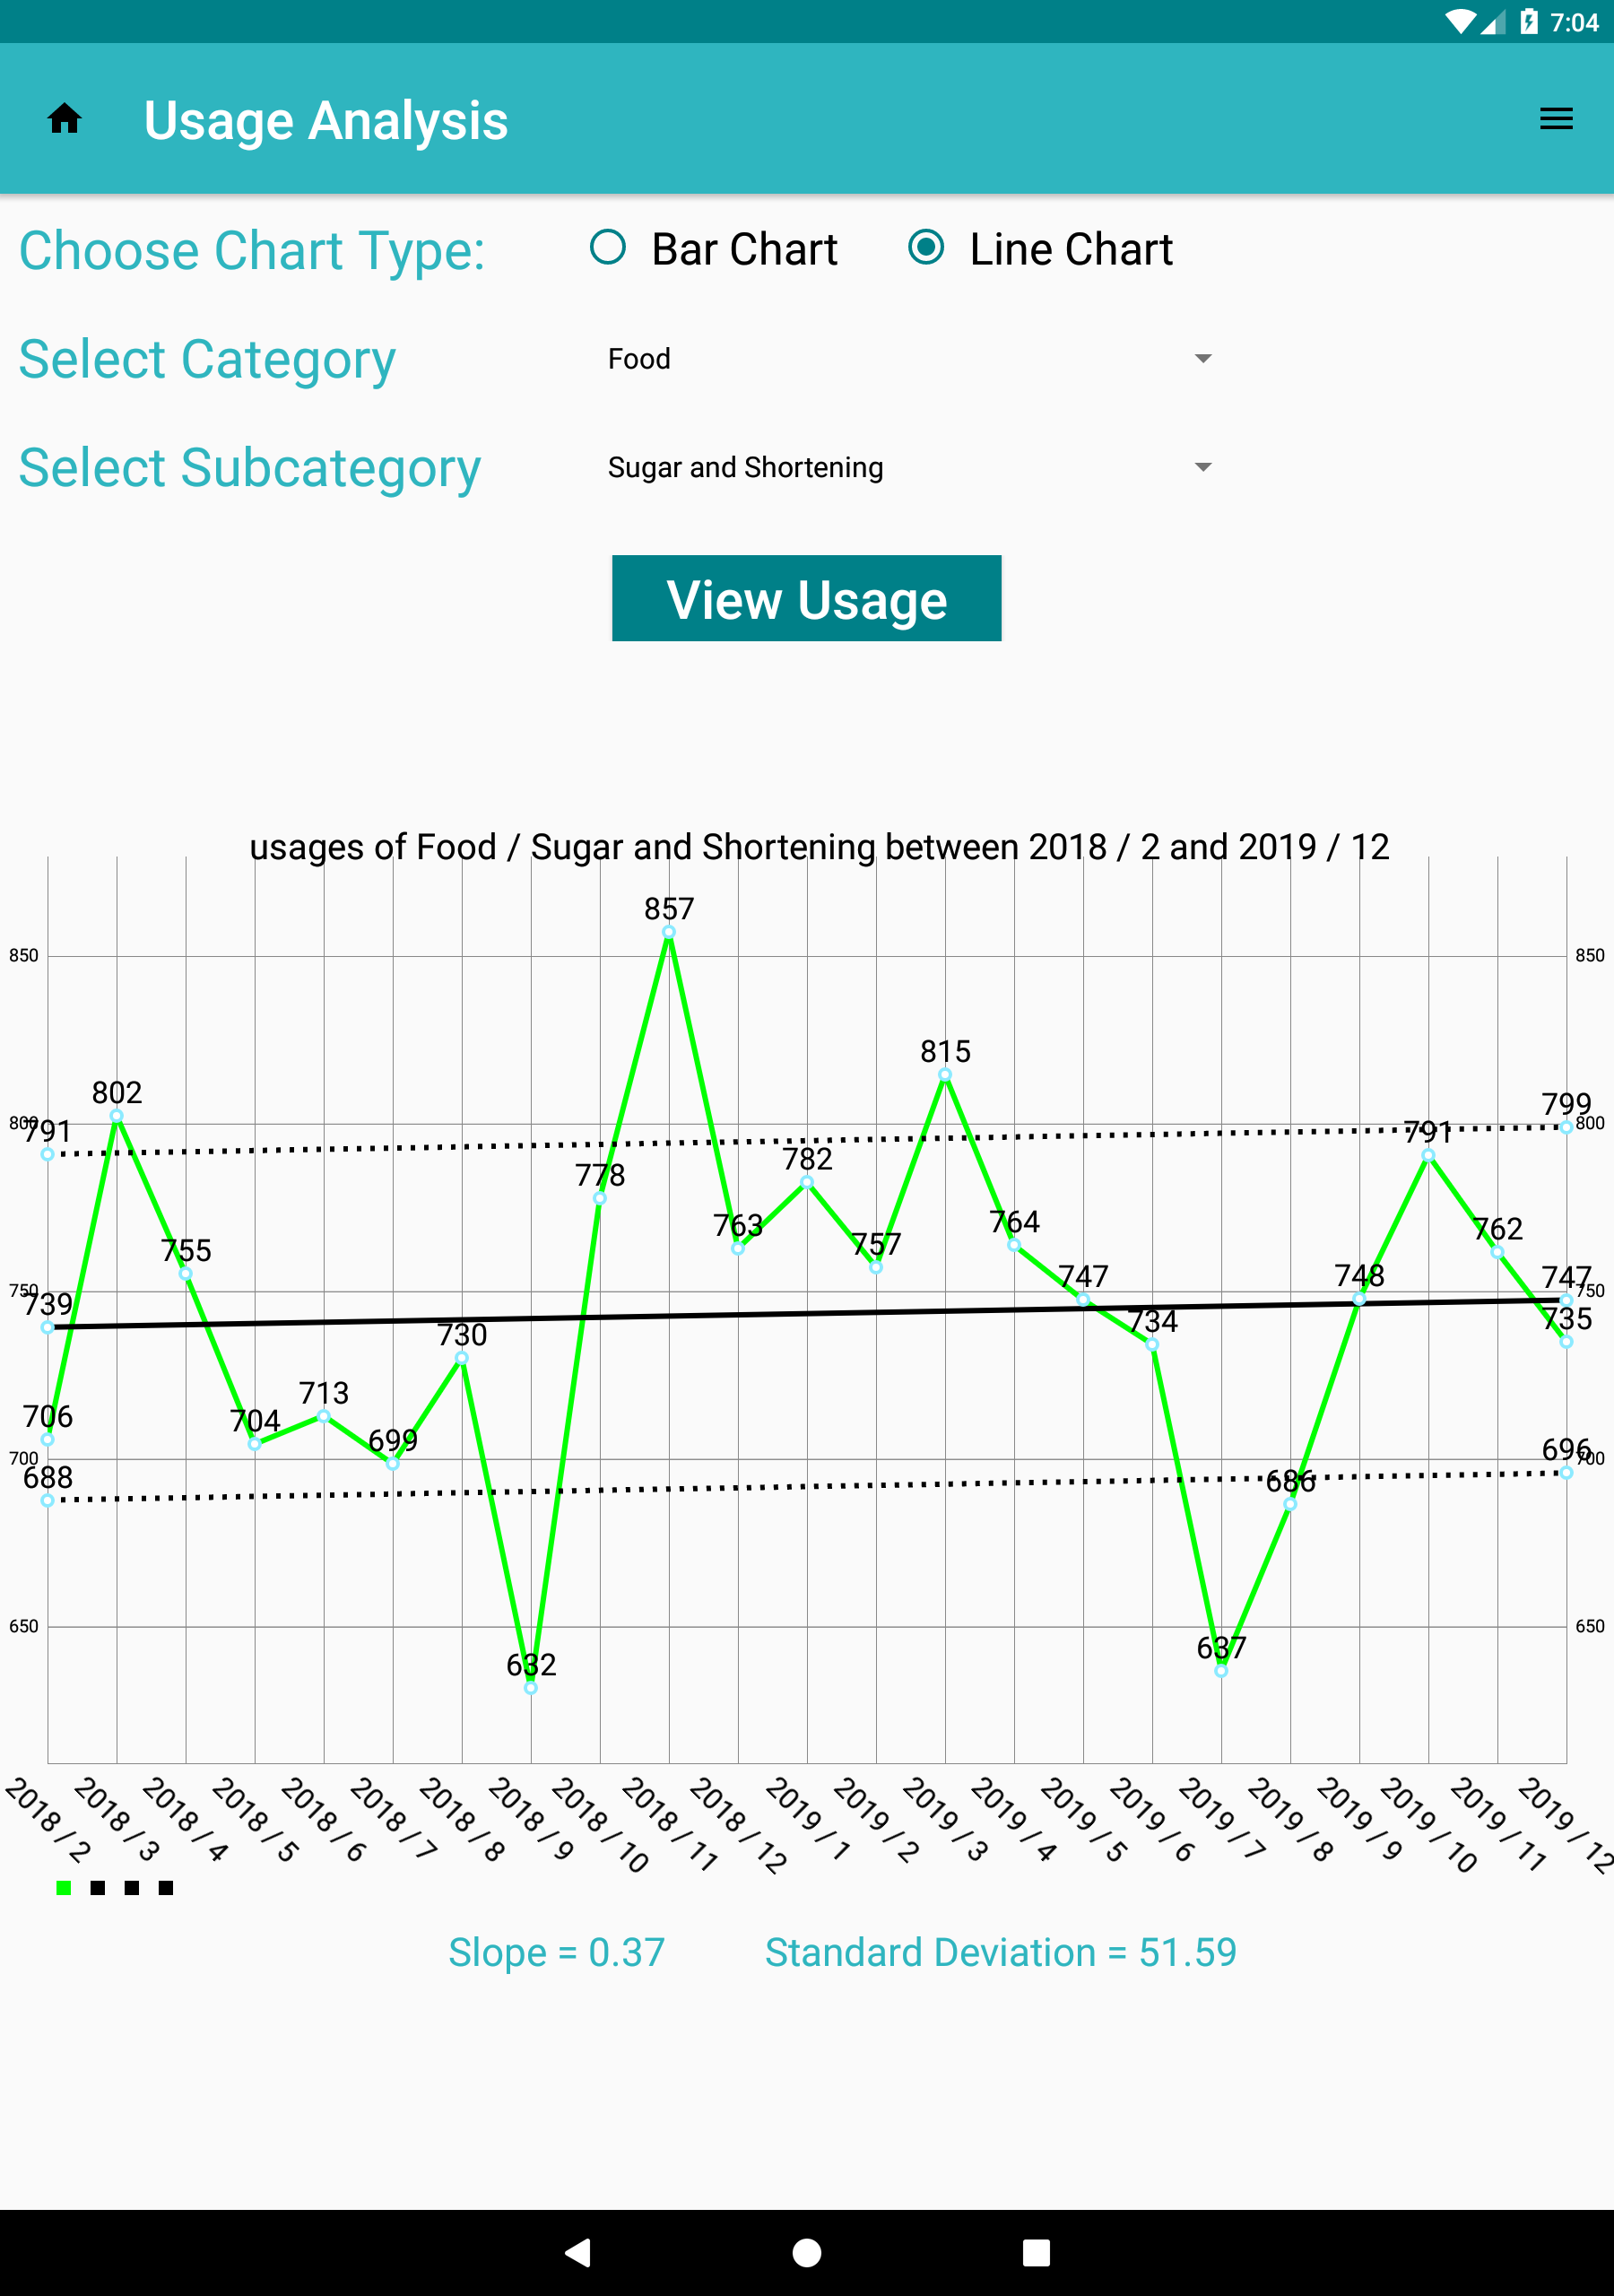 7:04
Usage Analysis
Choose Chart Type:
Bar Chart
Line Chart
Select Category
Food
Select Subcategory
Sugar and Shortening
View Usage
usages of Food / Sugar and Shortening between 2018 / 2 and 2019 / 12
857
850
850
815
802
799
800
791
791
800
782
778
764
763
762
757
755
748
747
747
750
750
739
735
734
730
713
706
704
699
700
696
700
688
686
650
637
650
632
2018 / 2
2018 / 3
2018 / 4
2018 / 5
2018 / 6
2018 / 7
2018 / 8
2018 / 9
2018 / 10
2018 / 11
2018 / 12
2019 / 1
2019 / 2
2019 / 3
2019 / 4
2019 / 5
2019 / 6
2019 / 7
2019 / 8
2019 / 9
2019 / 10
2019 / 11
2019 / 12
Slope = 0.37
Standard Deviation = 51.59